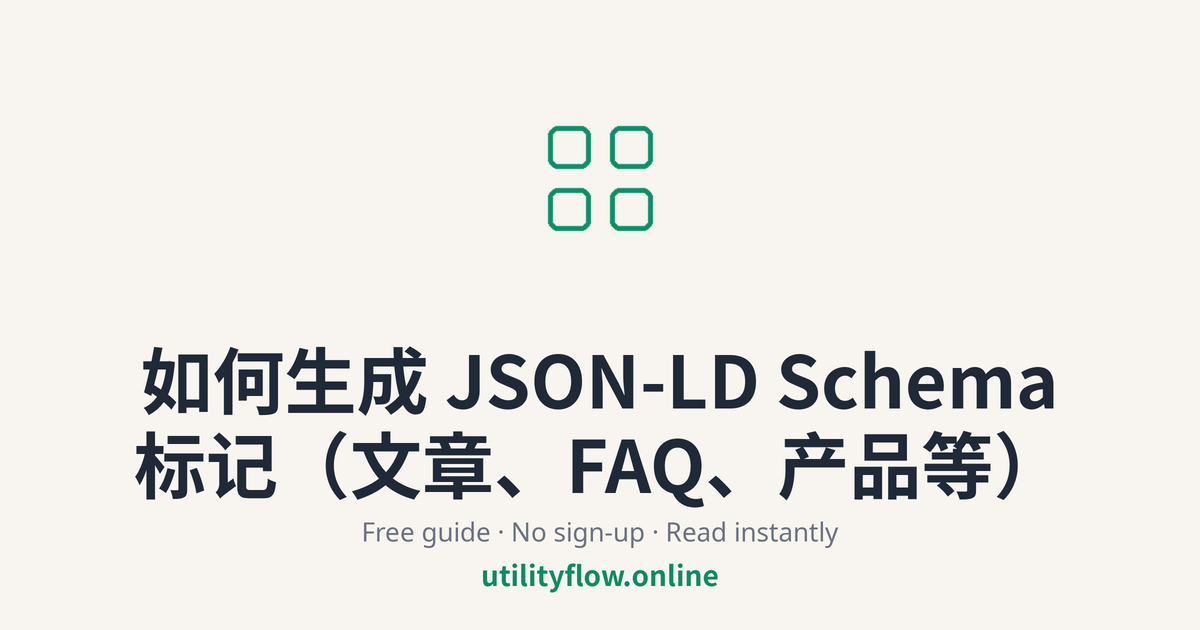 如何生成 JSON-LD Schema
标记（文章、FAQ、产品等）
Free guide · No sign-up · Read instantly
utilityflow.online